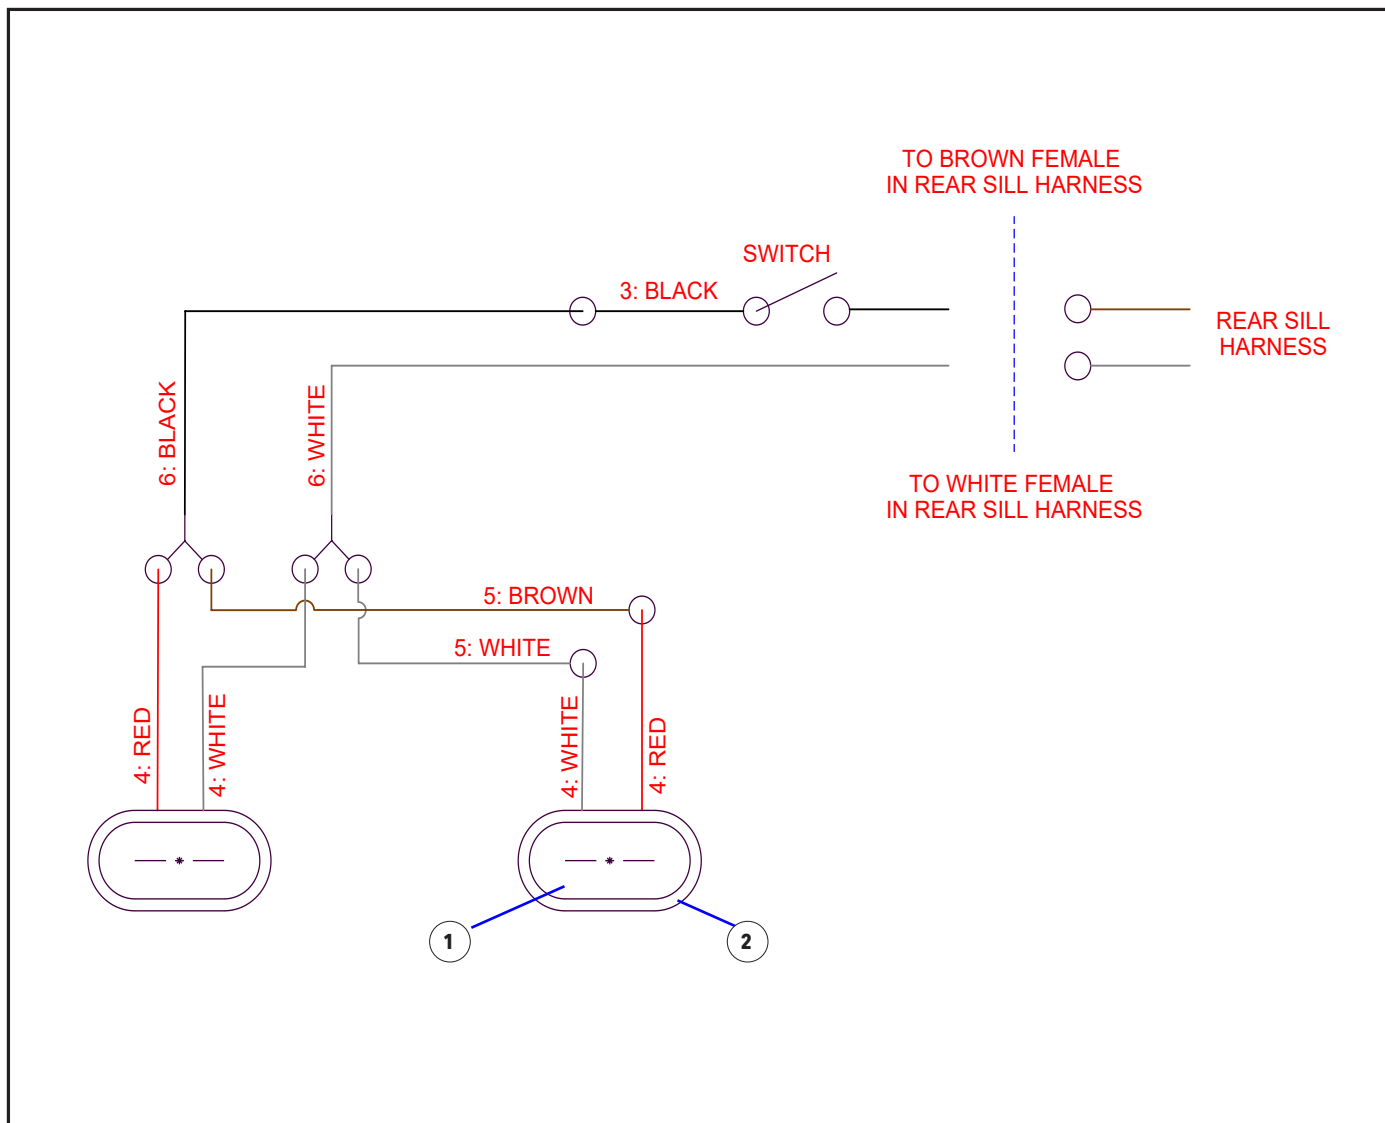 TO BROWN FEMALE
IN REAR SILL HARNESS
SWITCH
3: BLACK
REAR SILL
HARNESS
6: BLACK
6: WHITE
TO WHITE FEMALE
IN REAR SILL HARNESS
5: BROWN
5: WHITE
4: RED
4: WHITE
4: WHITE
4: RED
1
2